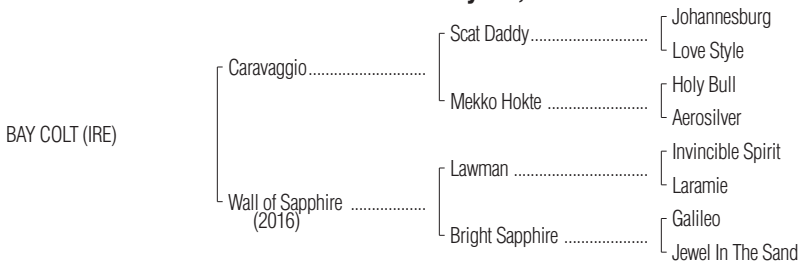 Johannesburg
Scat Daddy
Love Style
Caravaggio
Holy Bull
Mekko Hokte
Aerosilver
BAY COLT (IRE)
Invincible Spirit
Lawman
Laramie
Wall of Sapphire
(2016)
Galileo
Bright Sapphire
Jewel In The Sand